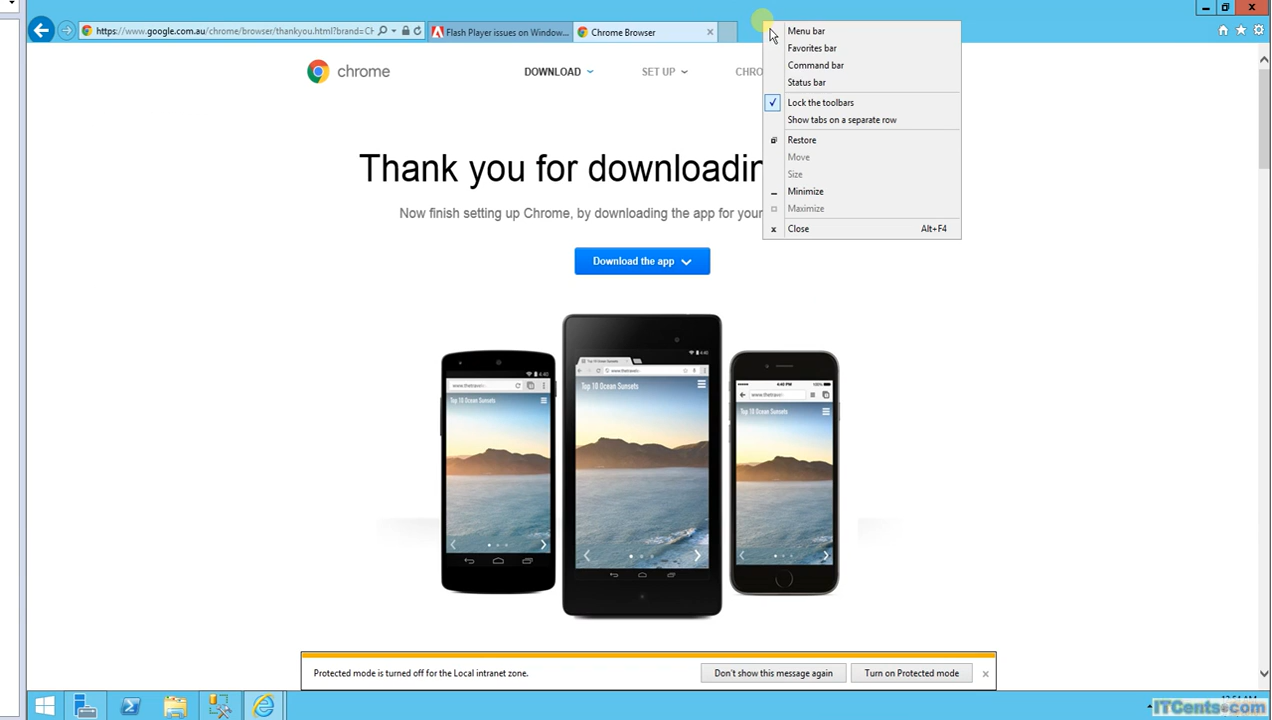 https://www.google.com.au/chrome/browser/thankyou.html?brand=CH
Flash Player issues on Window...
Chrome Browser
Menu bar
Favorites bar
Command bar
Status bar
Lock the toolbars
Show tabs on a separate row
Restore
Move
Size
Minimize
Maximize
Close Alt+F4
chrome
DOWNLOAD
SET UP
CHRO
Thank you for downloadin
Now finish setting up Chrome, by downloading the app for your
Download the app
Top 10 Ocean Sunsets
Top 10 Ocean Sunsets
Top 10 Ocean Sunsets
Protected mode is turned off for the Local intranet zone.
Don't show this message again
Turn on Protected mode
ITCents.com